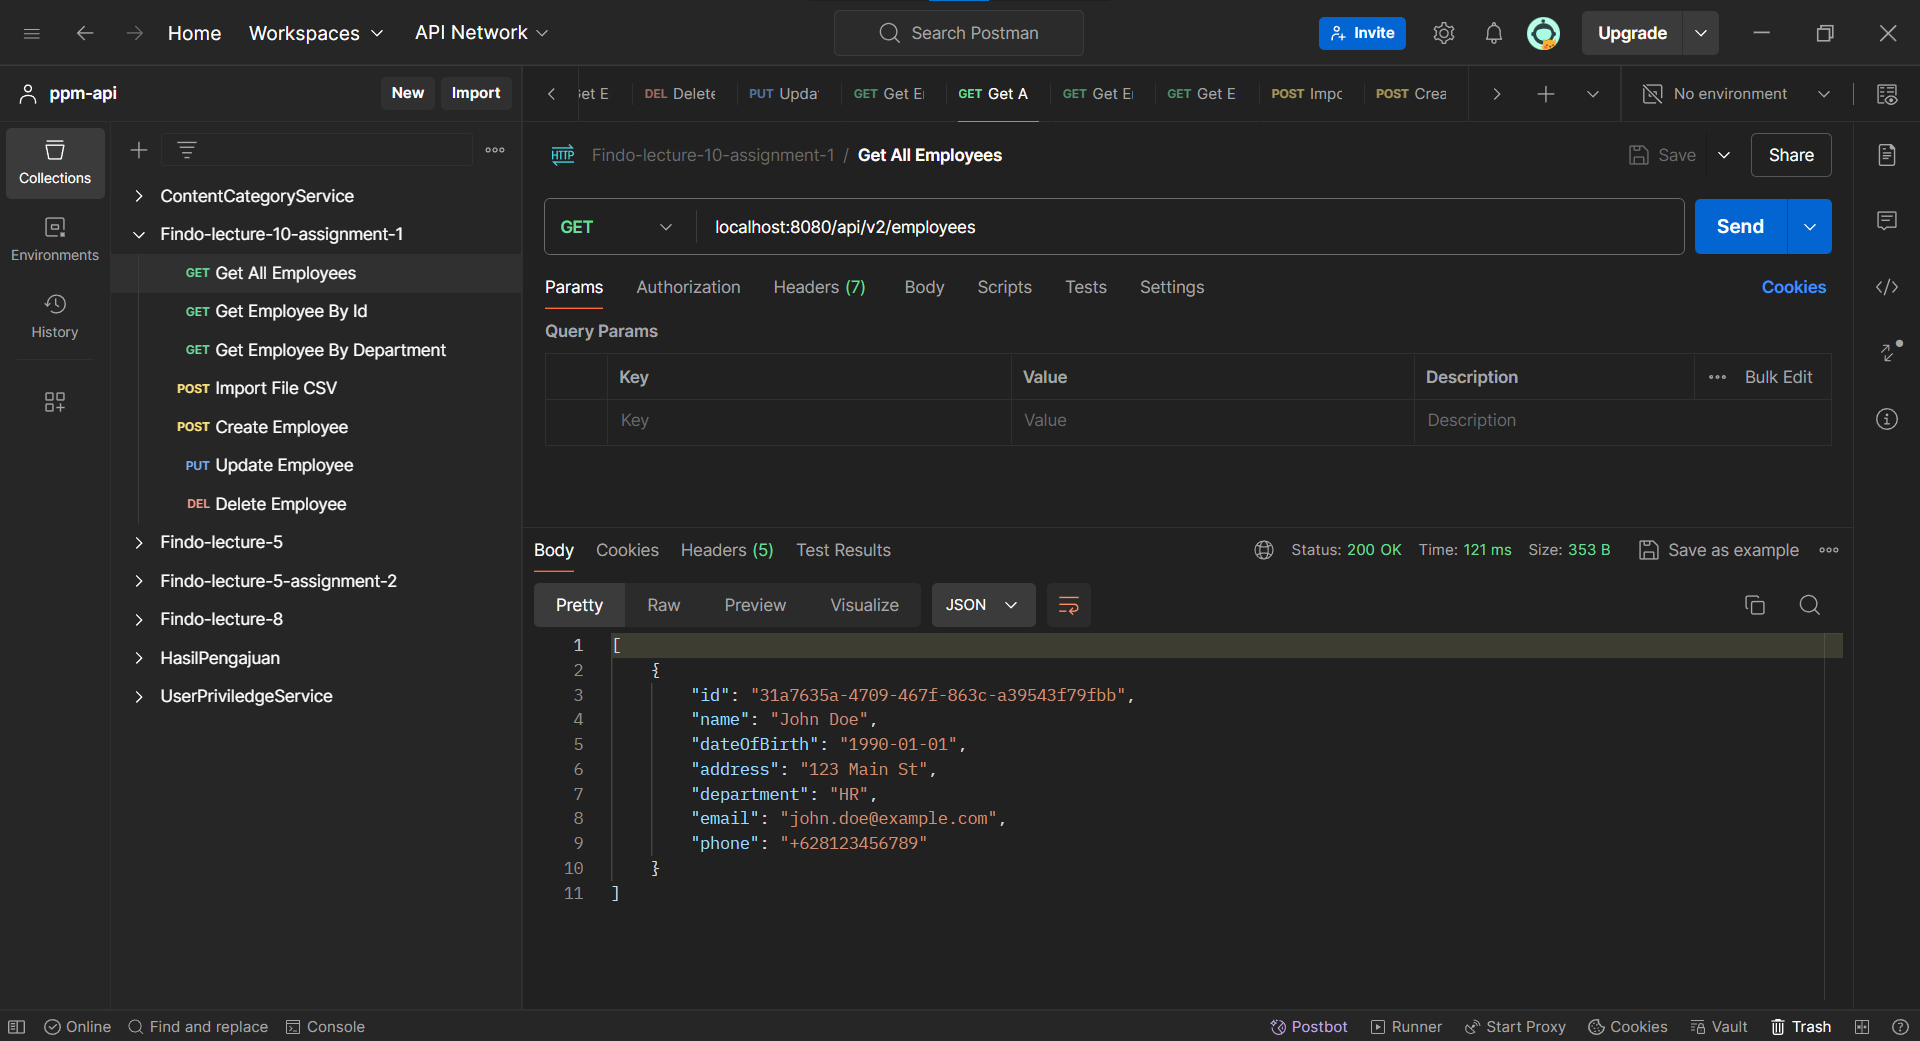 Home Workspaces API Network Search Postman Invite Upgrade
ppm-api New Import
et E DEL Delete PUT Upda GET Get E GET Get A GET Get E GET Get E POST Impo POST Crea No environment
Collections
Environments
History
ContentCategoryService
Findo-lecture-10-assignment-1
GET Get All Employees
GET Get Employee By Id
GET Get Employee By Department
POST Import File CSV
POST Create Employee
PUT Update Employee
DEL Delete Employee
Findo-lecture-5
Findo-lecture-5-assignment-2
Findo-lecture-8
HasilPengajuan
UserPriviledgeService
HTTP Findo-lecture-10-assignment-1 / Get All Employees Save Share
GET localhost:8080/api/v2/employees Send
Params Authorization Headers (7) Body Scripts Tests Settings Cookies
Query Params
Key Value Description Bulk Edit
Key Value Description
Body Cookies Headers (5) Test Results Status: 200 OK Time: 121 ms Size: 353 B Save as example
Pretty Raw Preview Visualize JSON
1 [
2 {
3 "id": "31a7635a-4709-467f-863c-a39543f79fbb",
4 "name": "John Doe",
5 "dateOfBirth": "1990-01-01",
6 "address": "123 Main St",
7 "department": "HR",
8 "email": "john.doe@example.com",
9 "phone": "+628123456789"
10 }
11 ]
Online Find and replace Console Postbot Runner Start Proxy Cookies Vault Trash